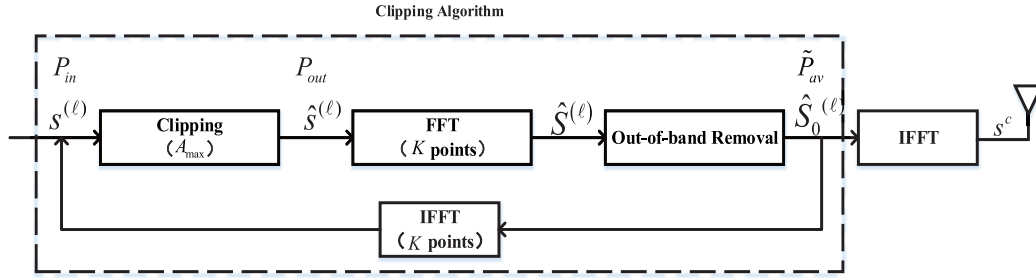 Clipping Algorithm
P_in P_out P̃_av
s^(ℓ) Clipping (A_max) ŝ^(ℓ) FFT (K points) Ŝ^(ℓ) Out-of-band Removal Ŝ_0^(ℓ) IFFT s^c
IFFT
(K points)